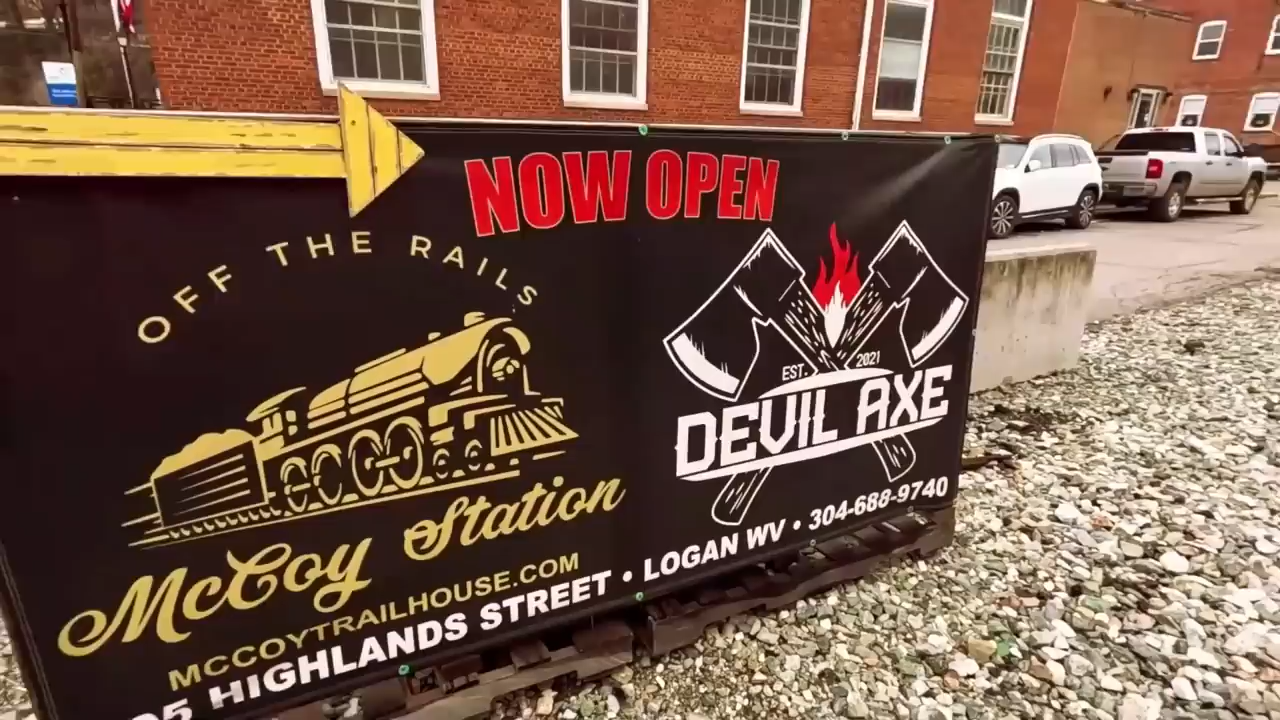 NOW OPEN
OFF THE RAILS
McCoy Station
MCCOYTRAILHOUSE.COM
EST. 2021
DEVIL AXE
05 HIGHLANDS STREET • LOGAN WV • 304-688-9740